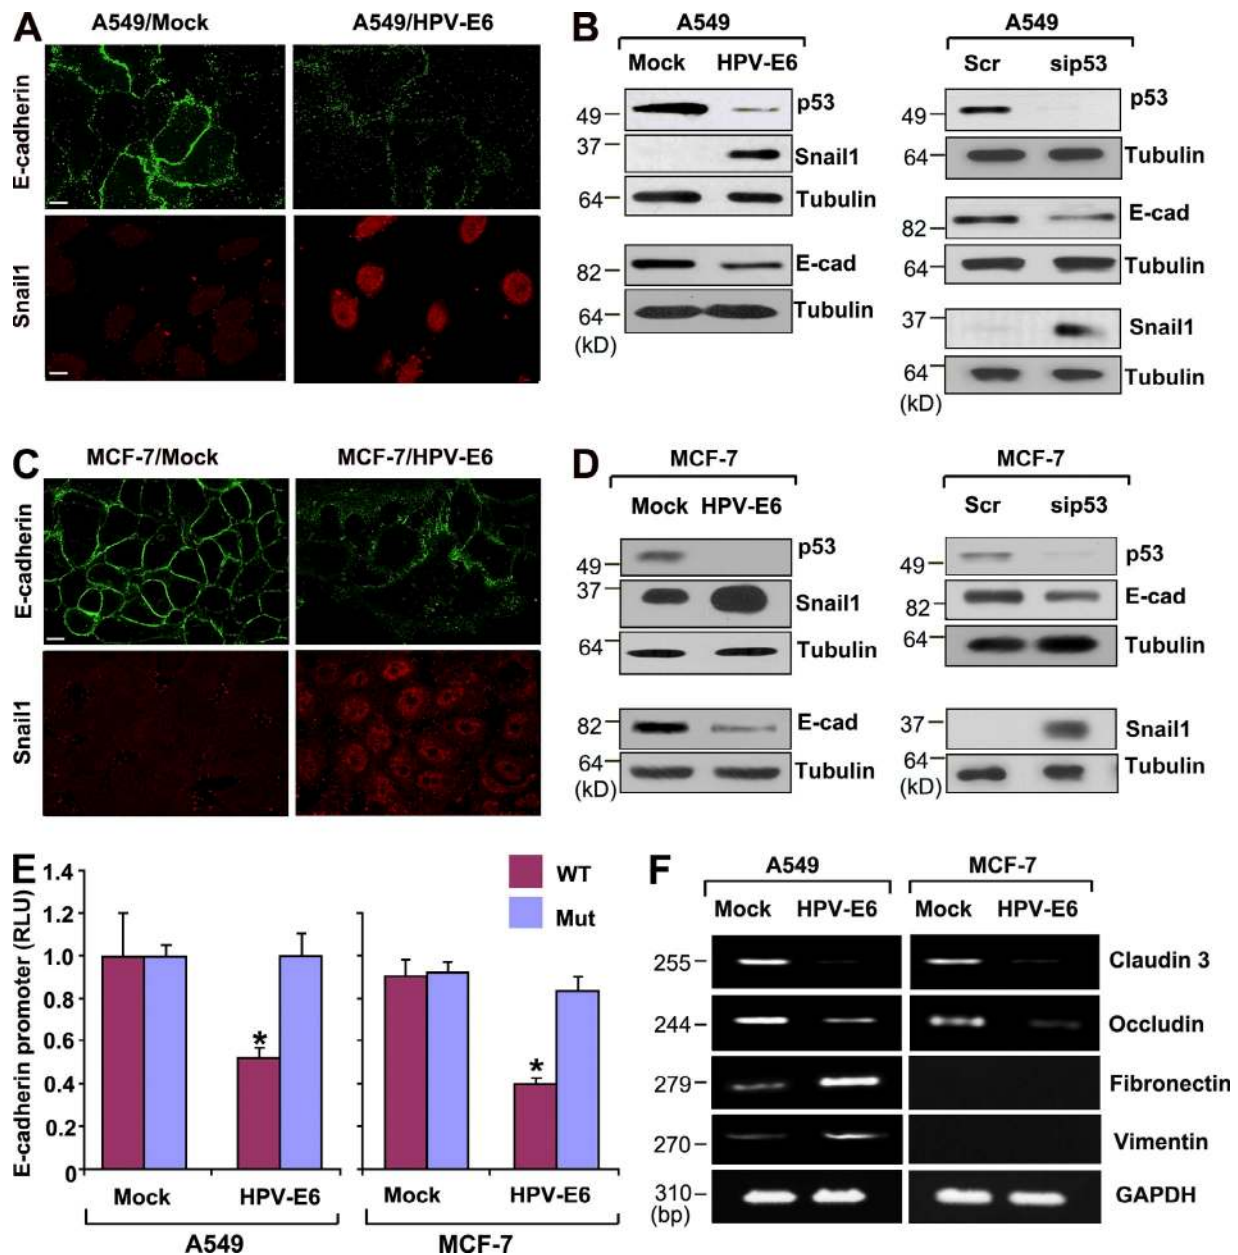 A
A549/Mock
A549/HPV-E6
E-cadherin
Snail1
B
A549
Mock
HPV-E6
49
p53
37
Snail1
64
Tubulin
82
E-cad
64
Tubulin
(kD)
A549
Scr
sip53
49
p53
64
Tubulin
82
E-cad
64
Tubulin
37
Snail1
64
Tubulin
(kD)
C
MCF-7/Mock
MCF-7/HPV-E6
E-cadherin
Snail1
D
MCF-7
Mock
HPV-E6
49
p53
37
Snail1
64
Tubulin
82
E-cad
64
Tubulin
(kD)
MCF-7
Scr
sip53
49
p53
82
E-cad
64
Tubulin
37
Snail1
64
Tubulin
(kD)
E
E-cadherin promoter (RLU)
1.4
1.2
1.0
0.8
0.6
0.4
0.2
0
WT
Mut
*
*
Mock
HPV-E6
Mock
HPV-E6
A549
MCF-7
F
A549
MCF-7
Mock
HPV-E6
Mock
HPV-E6
255
Claudin 3
244
Occludin
279
Fibronectin
270
Vimentin
310
GAPDH
(bp)